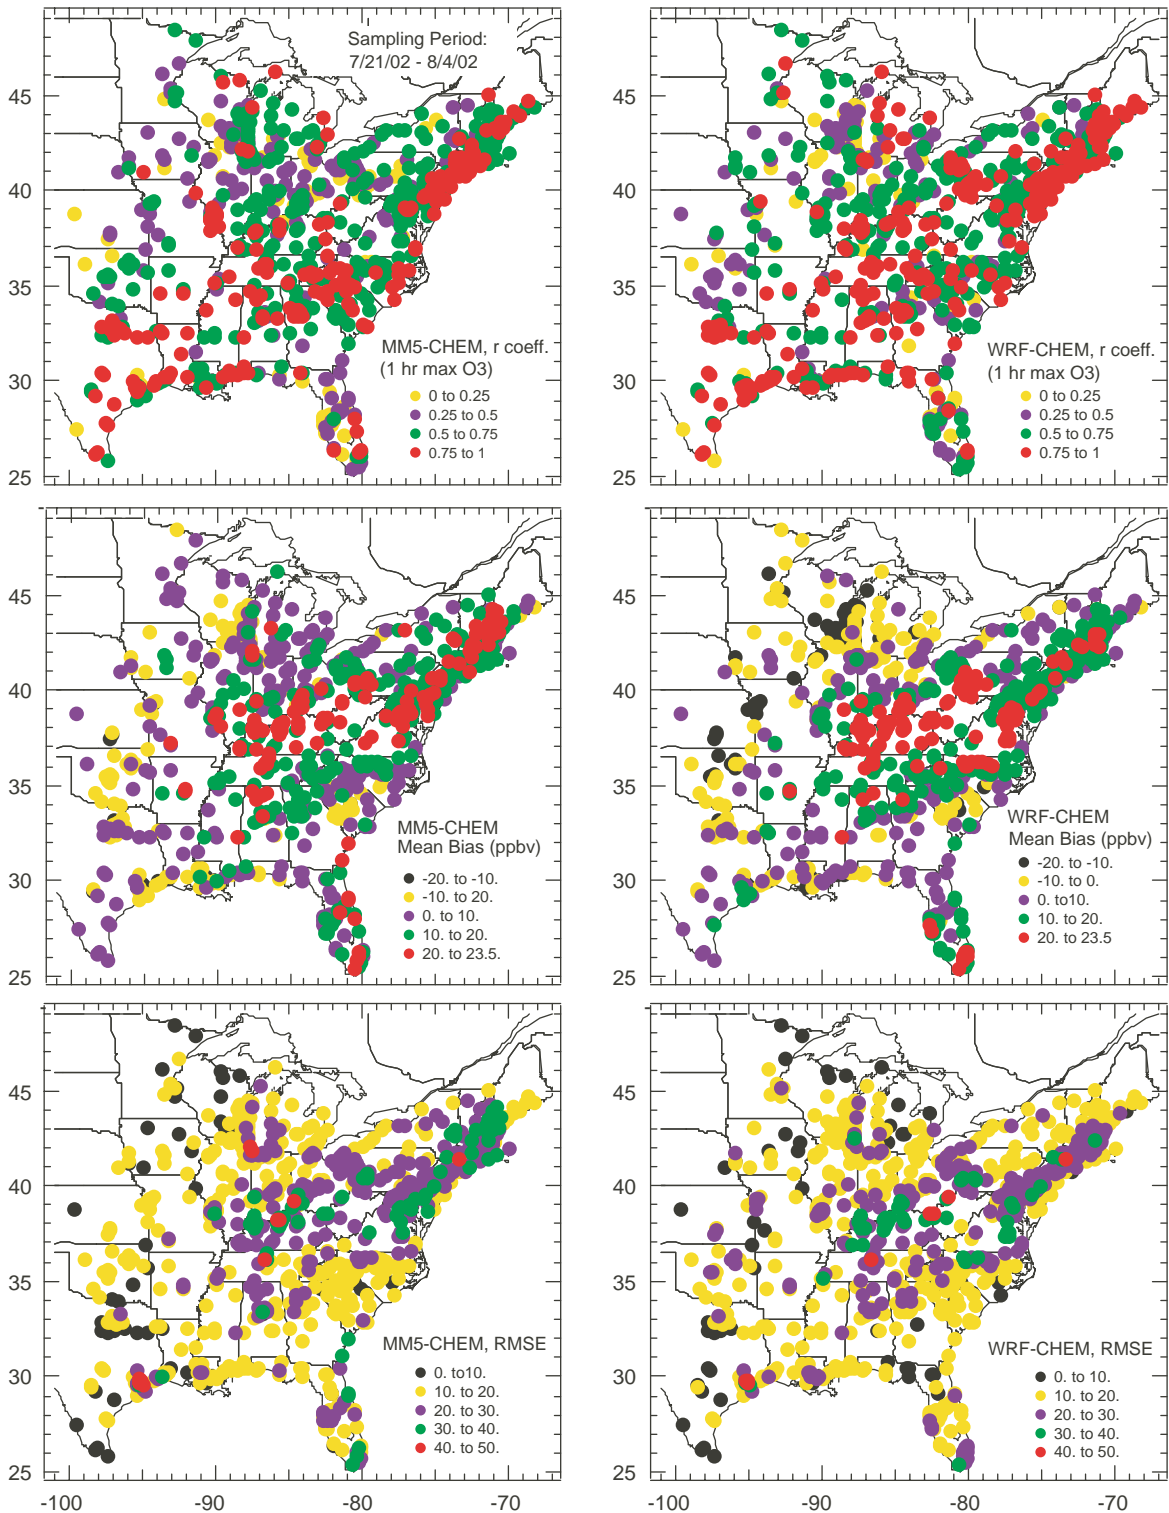 Sampling Period:
7/21/02 - 8/4/02
45
40
35
30
25
MM5-CHEM, r coeff.
(1 hr max O3)
0 to 0.25
0.25 to 0.5
0.5 to 0.75
0.75 to 1
45
40
35
30
25
WRF-CHEM, r coeff.
(1 hr max O3)
0 to 0.25
0.25 to 0.5
0.5 to 0.75
0.75 to 1
45
40
35
30
25
MM5-CHEM
Mean Bias (ppbv)
-20. to -10.
-10. to 20.
0. to 10.
10. to 20.
20. to 23.5.
45
40
35
30
25
WRF-CHEM
Mean Bias (ppbv)
-20. to -10.
-10. to 0.
0. to10.
10. to 20.
20. to 23.5
45
40
35
30
25
MM5-CHEM, RMSE
0. to10.
10. to 20.
20. to 30.
30. to 40.
40. to 50.
-100 -90 -80 -70
45
40
35
30
25
WRF-CHEM, RMSE
0. to 10.
10. to 20.
20. to 30.
30. to 40.
40. to 50.
-100 -90 -80 -70